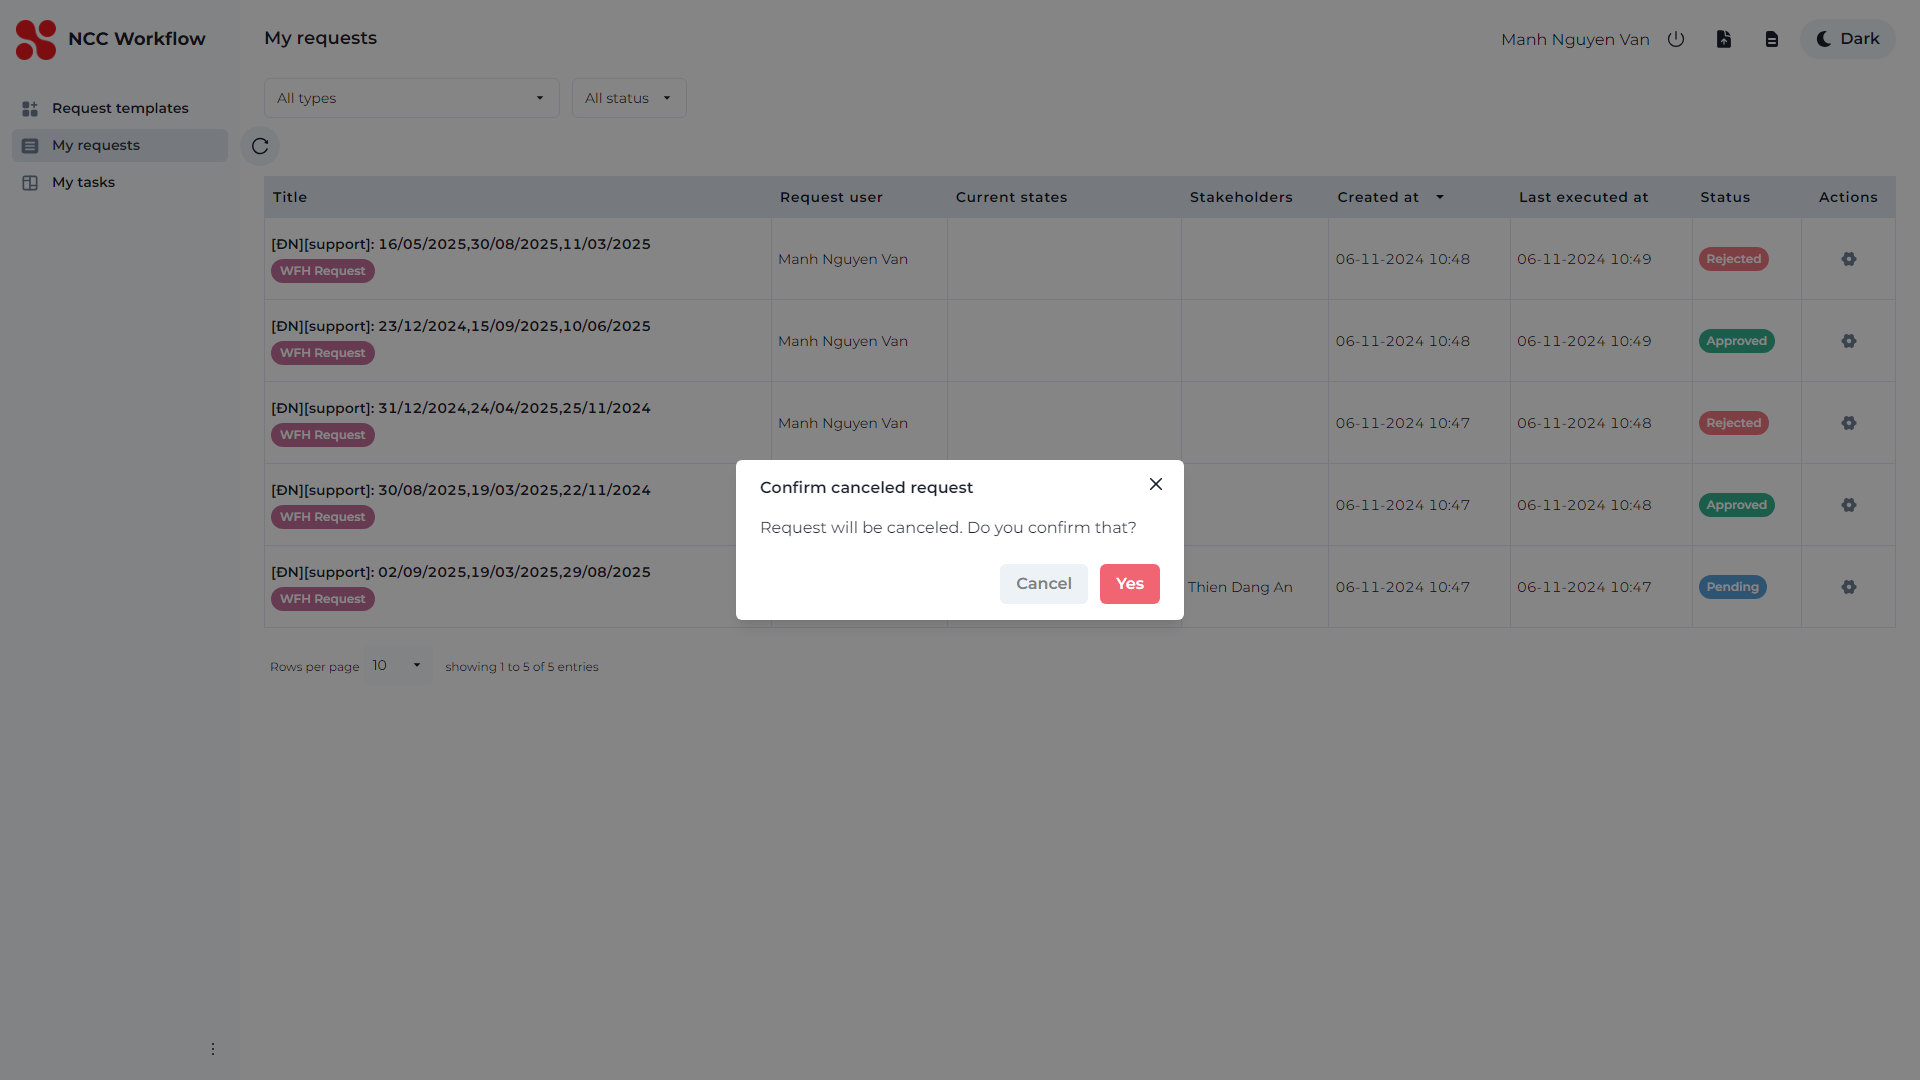 NCC Workflow
My requests
Manh Nguyen Van
Dark
Request templates
My requests
My tasks
All types
All status
Title
Request user
Current states
Stakeholders
Created at
Last executed at
Status
Actions
[ĐN][support]: 16/05/2025,30/08/2025,11/03/2025
WFH Request
Manh Nguyen Van
06-11-2024 10:48
06-11-2024 10:49
Rejected
[ĐN][support]: 23/12/2024,15/09/2025,10/06/2025
WFH Request
Manh Nguyen Van
06-11-2024 10:48
06-11-2024 10:49
Approved
[ĐN][support]: 31/12/2024,24/04/2025,25/11/2024
WFH Request
Manh Nguyen Van
06-11-2024 10:47
06-11-2024 10:48
Rejected
[ĐN][support]: 30/08/2025,19/03/2025,22/11/2024
WFH Request
06-11-2024 10:47
06-11-2024 10:48
Approved
[ĐN][support]: 02/09/2025,19/03/2025,29/08/2025
WFH Request
Thien Dang An
06-11-2024 10:47
06-11-2024 10:47
Pending
Confirm canceled request
Request will be canceled. Do you confirm that?
Cancel
Yes
Rows per page
10
showing 1 to 5 of 5 entries